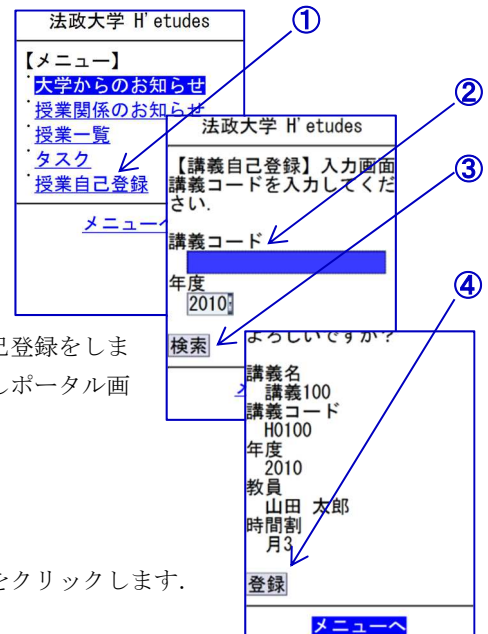 法政大学 H'etudes
①
【メニュー】
大学からのお知らせ
授業関係のお知らせ
授業一覧
タスク
授業自己登録
メニューへ
②
法政大学 H'etudes
【講義自己登録】入力画面
講義コードを入力してくだ
さい.
講義コード
年度
2010
検索
③
己登録をしま
しポータル画
④
よろしいですか？
講義名
講義100
講義コード
H0100
年度
2010
教員
山田 太郎
時間割
月3
登録
メニューへ
をクリックします.